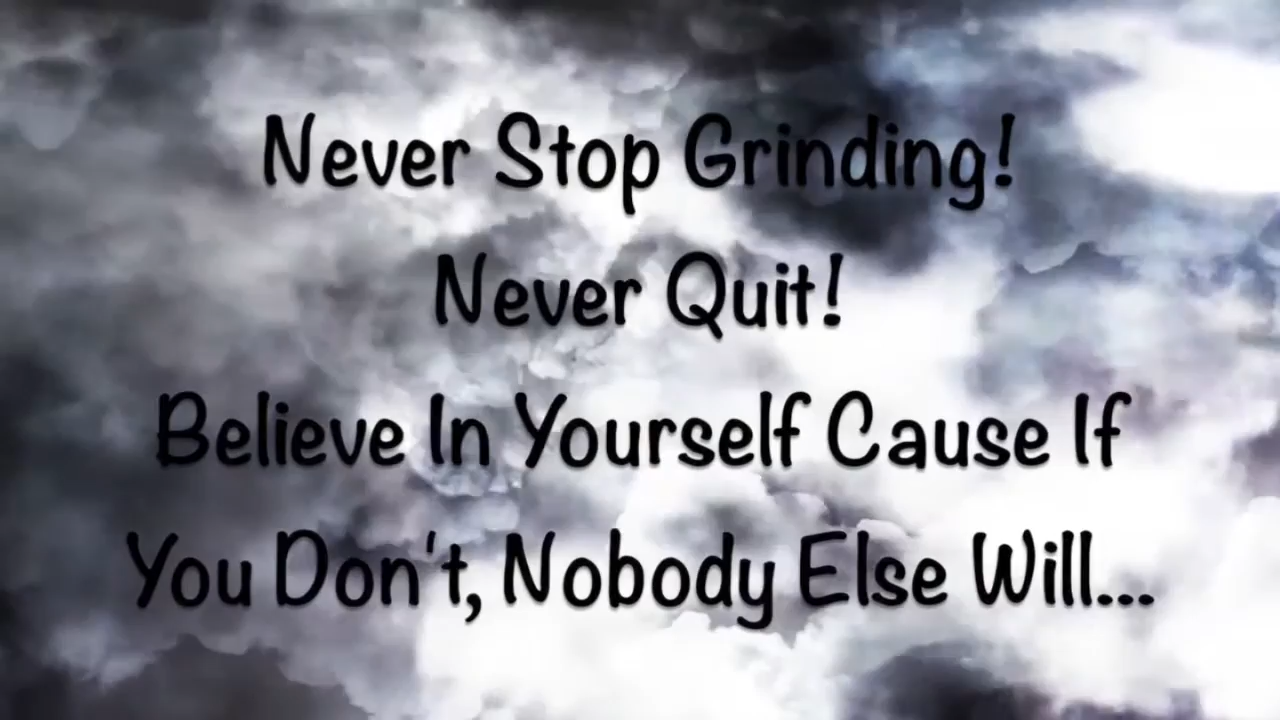 Never Stop Grinding!
Never Quit!
Believe In Yourself Cause If
You Don't, Nobody Else Will...